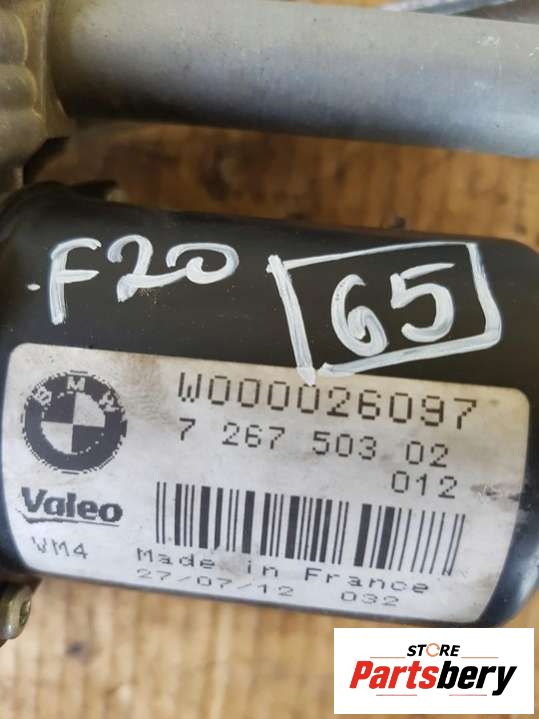 F20 65
BMW
W000026097
7 267 503 02
012
Valeo
VM4
Made in France
27/07/12 032
STORE
Partsbery